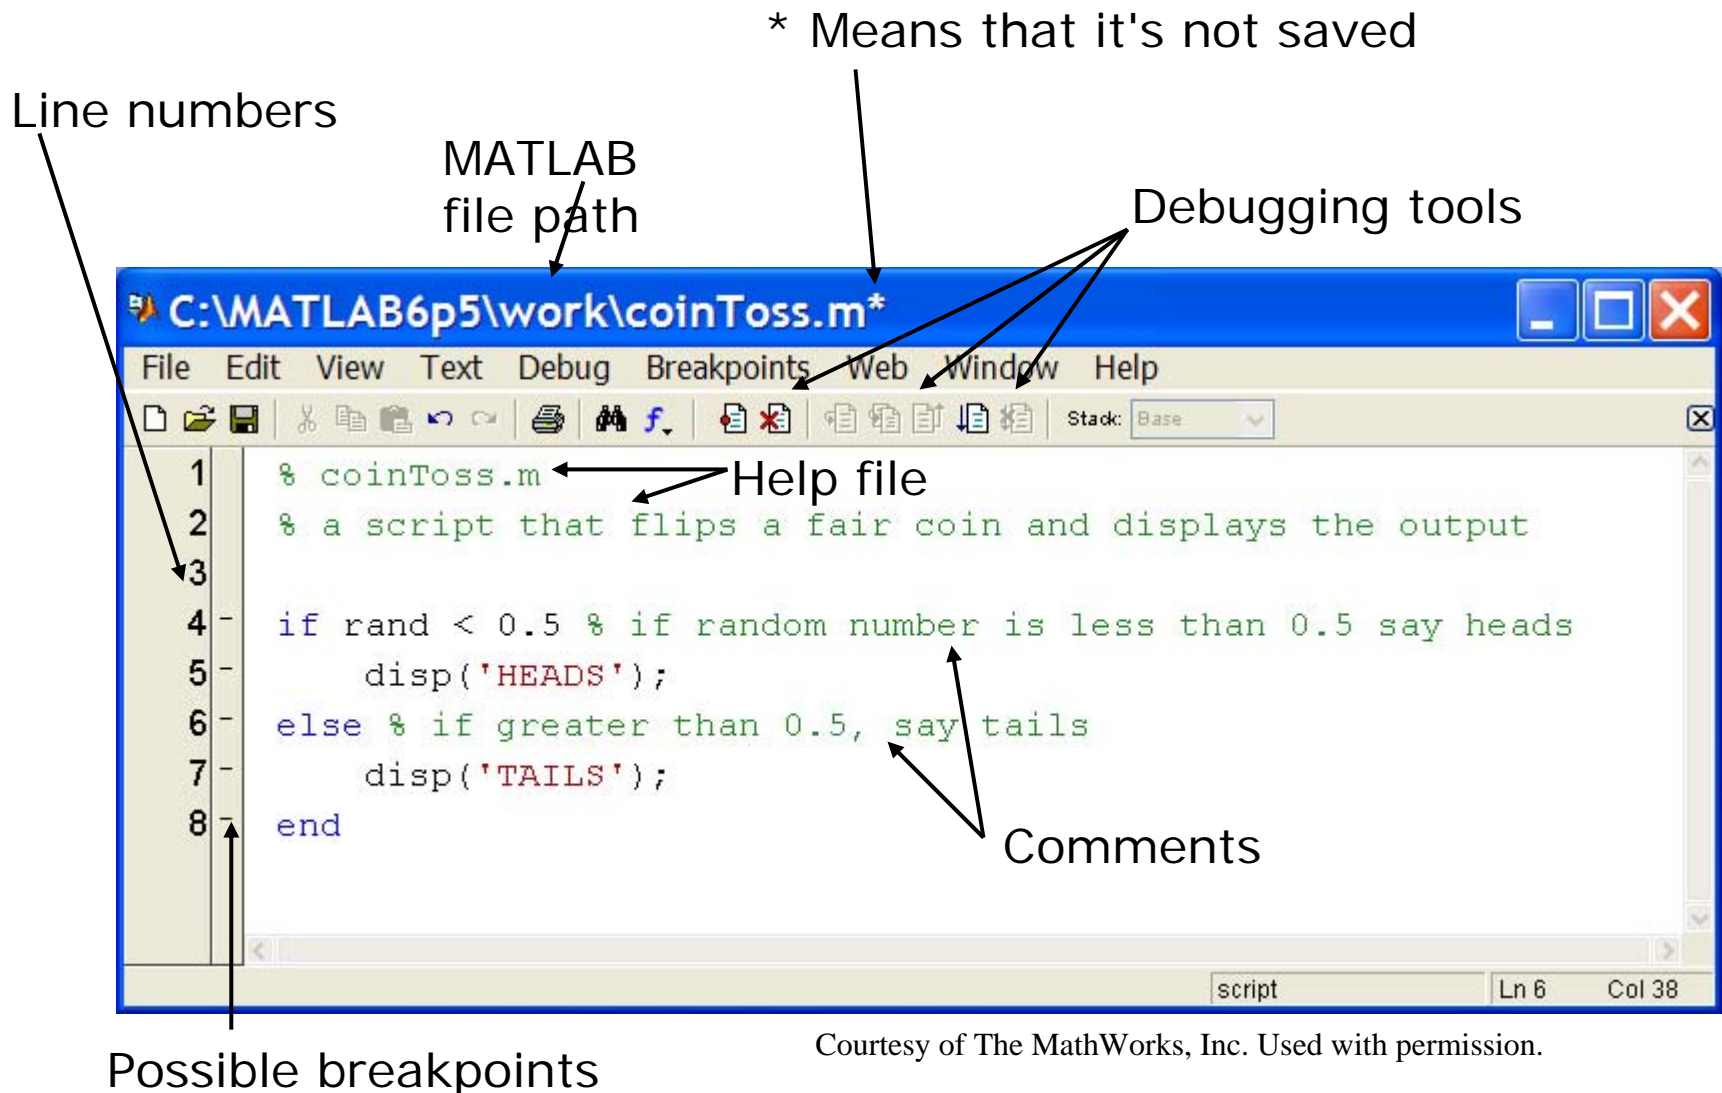 * Means that it's not saved
Line numbers
MATLAB
file path
Debugging tools
C:\MATLAB6p5\work\coinToss.m*
File Edit View Text Debug Breakpoints Web Window Help
Stack: Base
1 % coinToss.m
Help file
2 % a script that flips a fair coin and displays the output
3
4 - if rand < 0.5 % if random number is less than 0.5 say heads
5 - disp('HEADS');
6 - else % if greater than 0.5, say tails
7 - disp('TAILS');
8 - end
Comments
script Ln 6 Col 38
Courtesy of The MathWorks, Inc. Used with permission.
Possible breakpoints